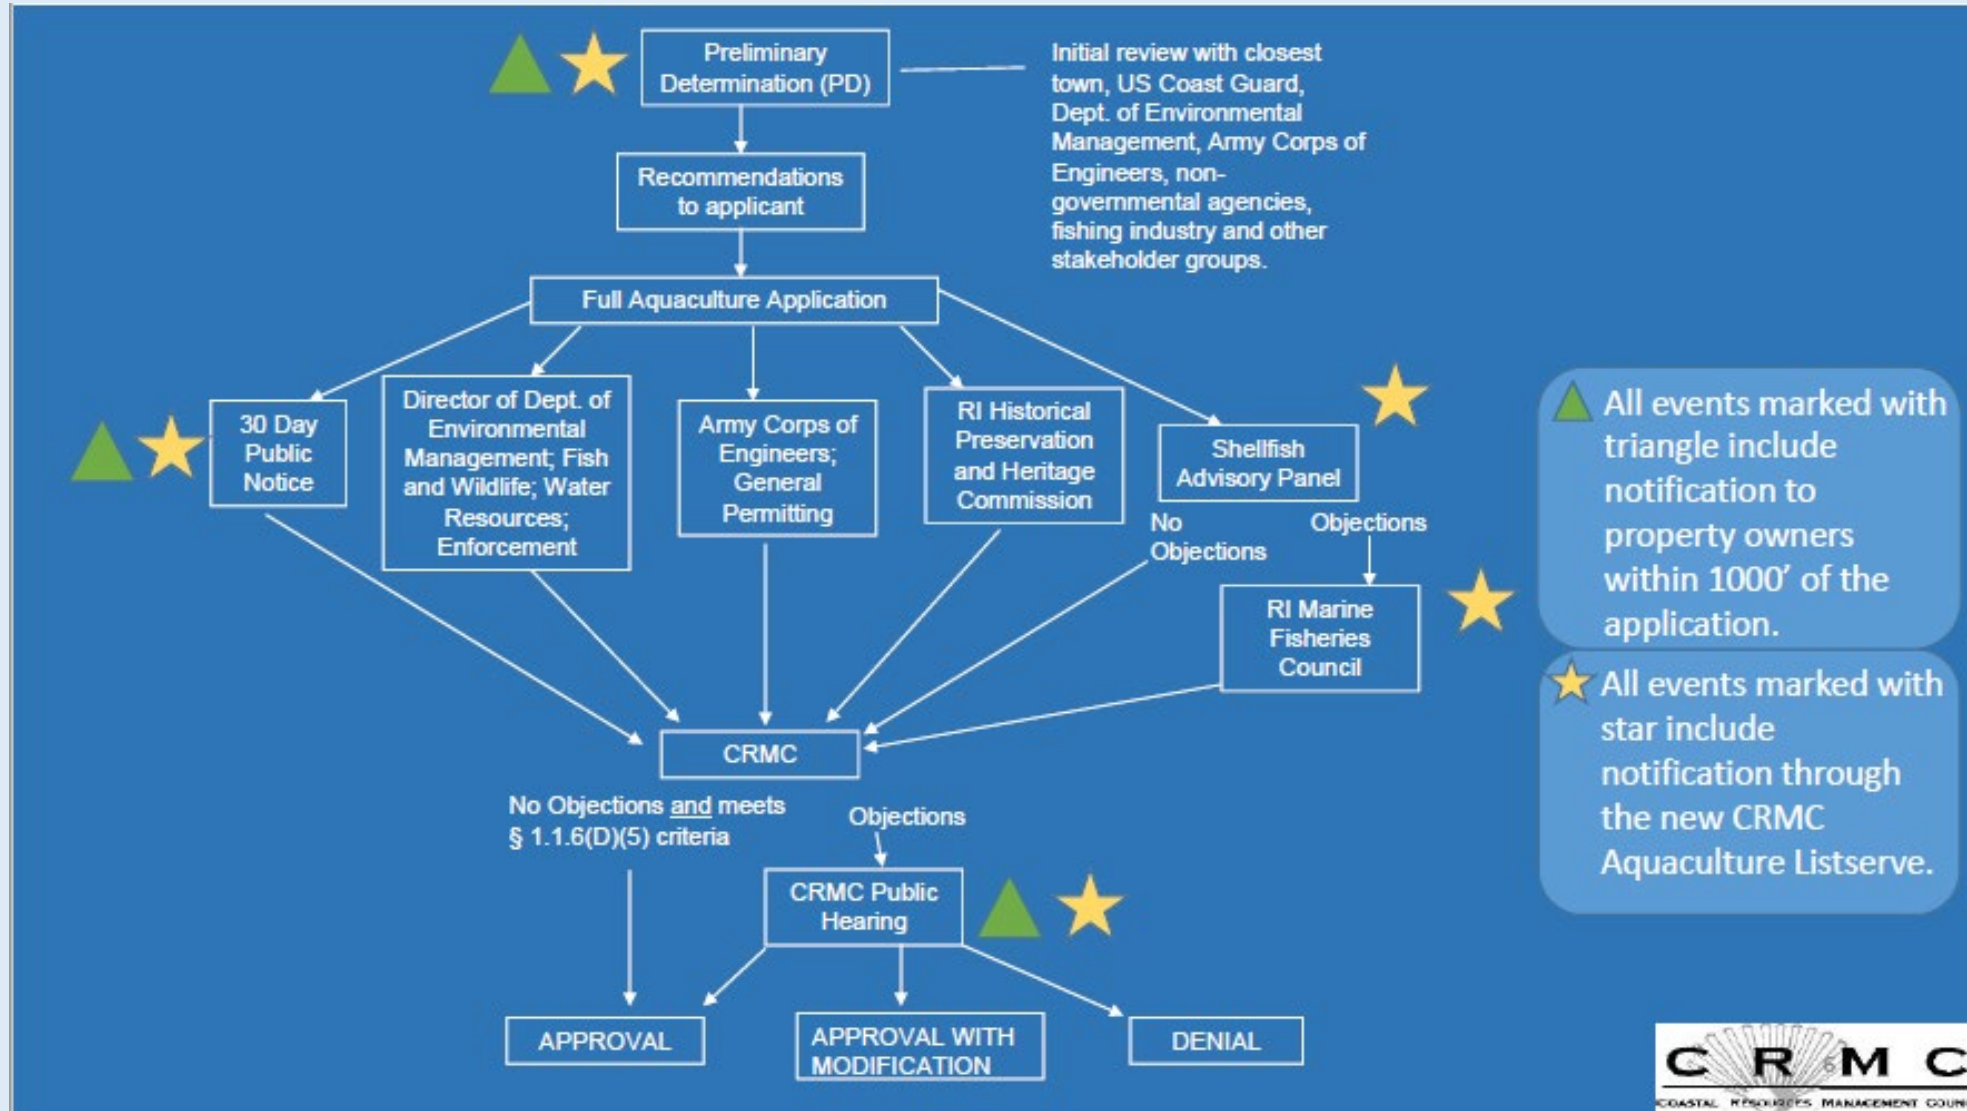 Preliminary
Determination (PD)
Initial review with closest
town, US Coast Guard,
Dept. of Environmental
Management, Army Corps of
Engineers, non-
governmental agencies,
fishing industry and other
stakeholder groups.
Recommendations
to applicant
Full Aquaculture Application
30 Day
Public
Notice
Director of Dept. of
Environmental
Management; Fish
and Wildlife; Water
Resources;
Enforcement
Army Corps of
Engineers;
General
Permitting
RI Historical
Preservation
and Heritage
Commission
Shellfish
Advisory Panel
No
Objections
Objections
RI Marine
Fisheries
Council
CRMC
No Objections and meets
§ 1.1.6(D)(5) criteria
Objections
CRMC Public
Hearing
APPROVAL
APPROVAL WITH
MODIFICATION
DENIAL
All events marked with
triangle include
notification to
property owners
within 1000’ of the
application.
All events marked with
star include
notification through
the new CRMC
Aquaculture Listserve.
C R M C
6
COASTAL RESOURCES MANAGEMENT COUN